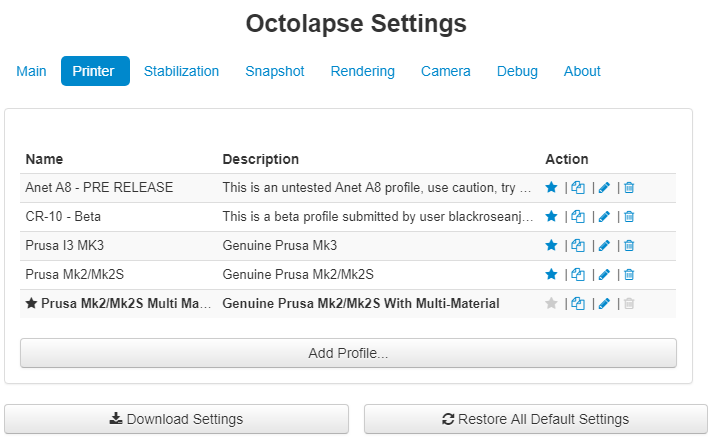 Octolapse Settings
Main Printer Stabilization Snapshot Rendering Camera Debug About
Name Description Action
Anet A8 - PRE RELEASE This is an untested Anet A8 profile, use caution, try ... | | |
CR-10 - Beta This is a beta profile submitted by user blackroseanj... | | |
Prusa I3 MK3 Genuine Prusa Mk3 | | |
Prusa Mk2/Mk2S Genuine Prusa Mk2/Mk2S | | |
Prusa Mk2/Mk2S Multi Ma... Genuine Prusa Mk2/Mk2S With Multi-Material | | |
Add Profile...
Download Settings Restore All Default Settings